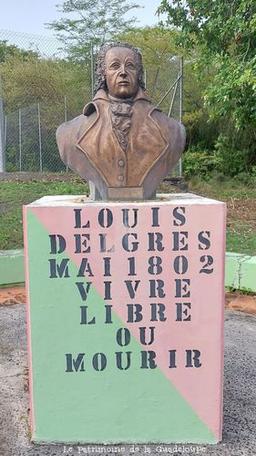 LOUIS
DELGRES
MAI 1802
VIVRE
LIBRE
OU
MOURIR
Le Patrimoine de la Guadeloupe